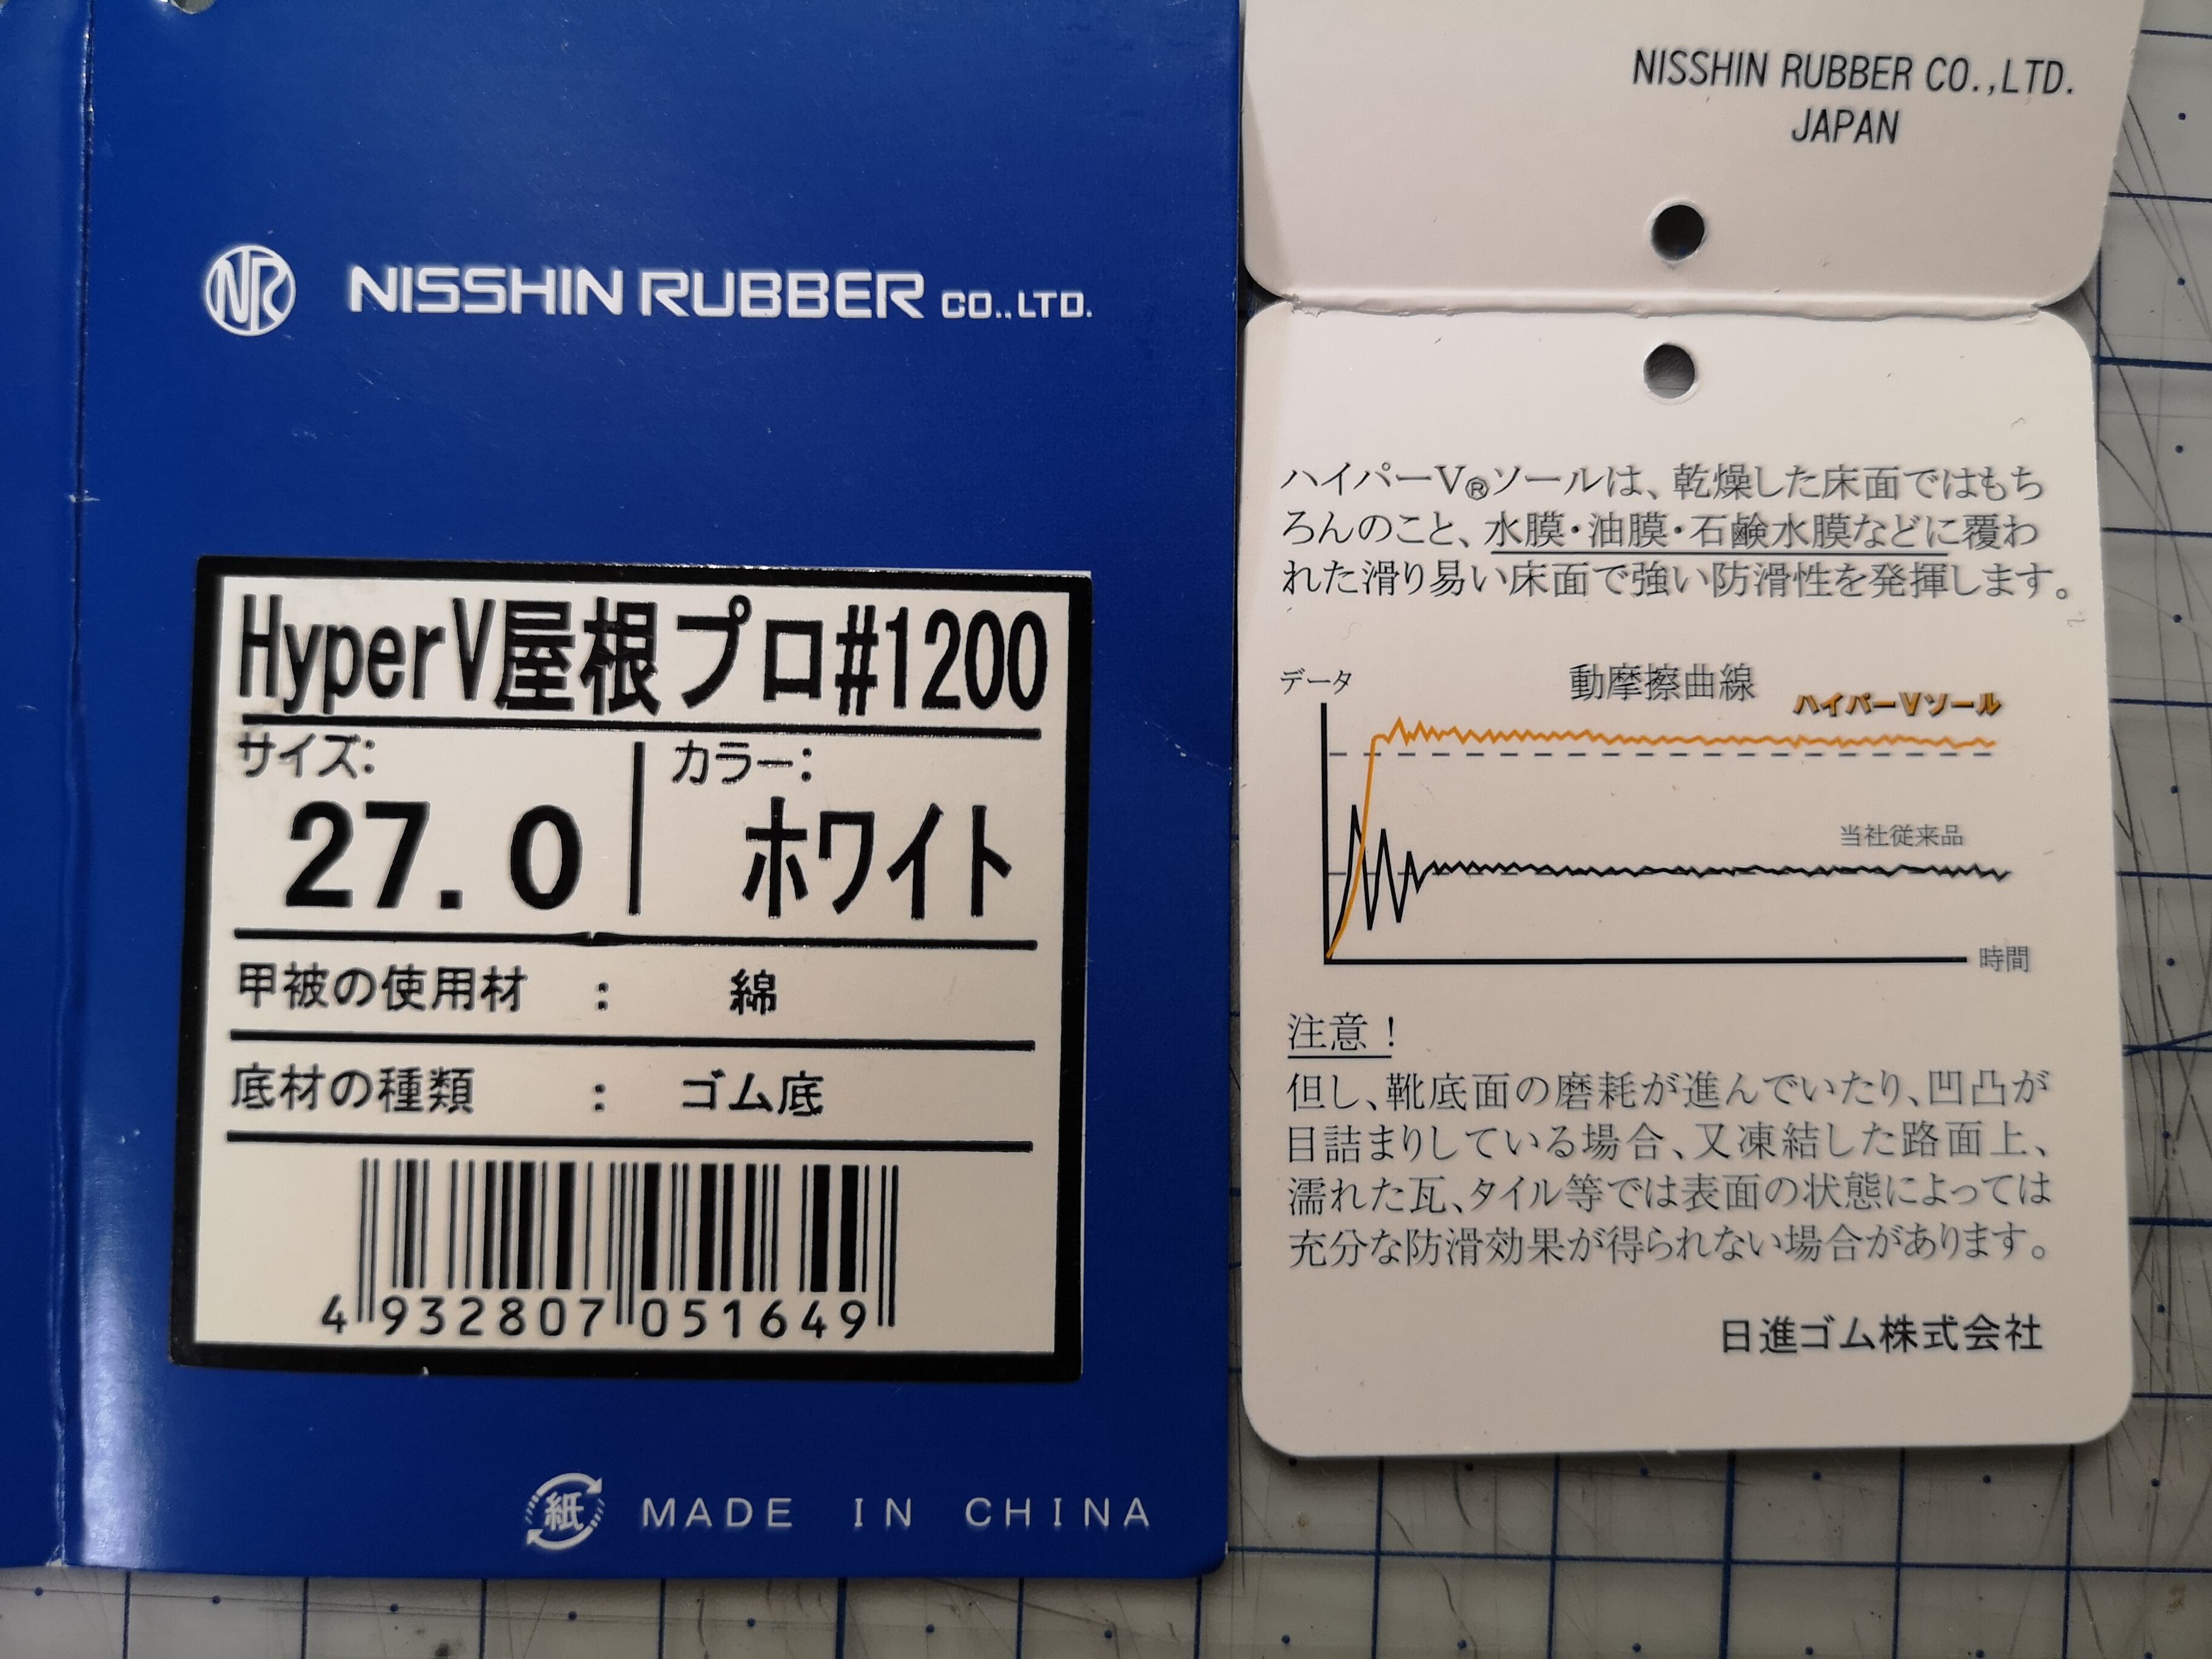 NR NISSHIN RUBBER CO.,LTD.
HyperV屋根プロ#1200
サイズ: カラー:
27.0 ホワイト
甲被の使用材 : 綿
底材の種類 : ゴム底
4 932807 051649
紙 MADE IN CHINA
NISSHIN RUBBER CO.,LTD.
JAPAN
ハイパーV®ソールは、乾燥した床面ではもち
ろんのこと、水膜・油膜・石鹸水膜などに覆わ
れた滑り易い床面で強い防滑性を発揮します。
データ 動摩擦曲線
ハイパーVソール
当社従来品
時間
注意！
但し、靴底面の磨耗が進んでいたり、凹凸が
目詰まりしている場合、又凍結した路面上、
濡れた瓦、タイル等では表面の状態によっては
充分な防滑効果が得られない場合があります。
日進ゴム株式会社